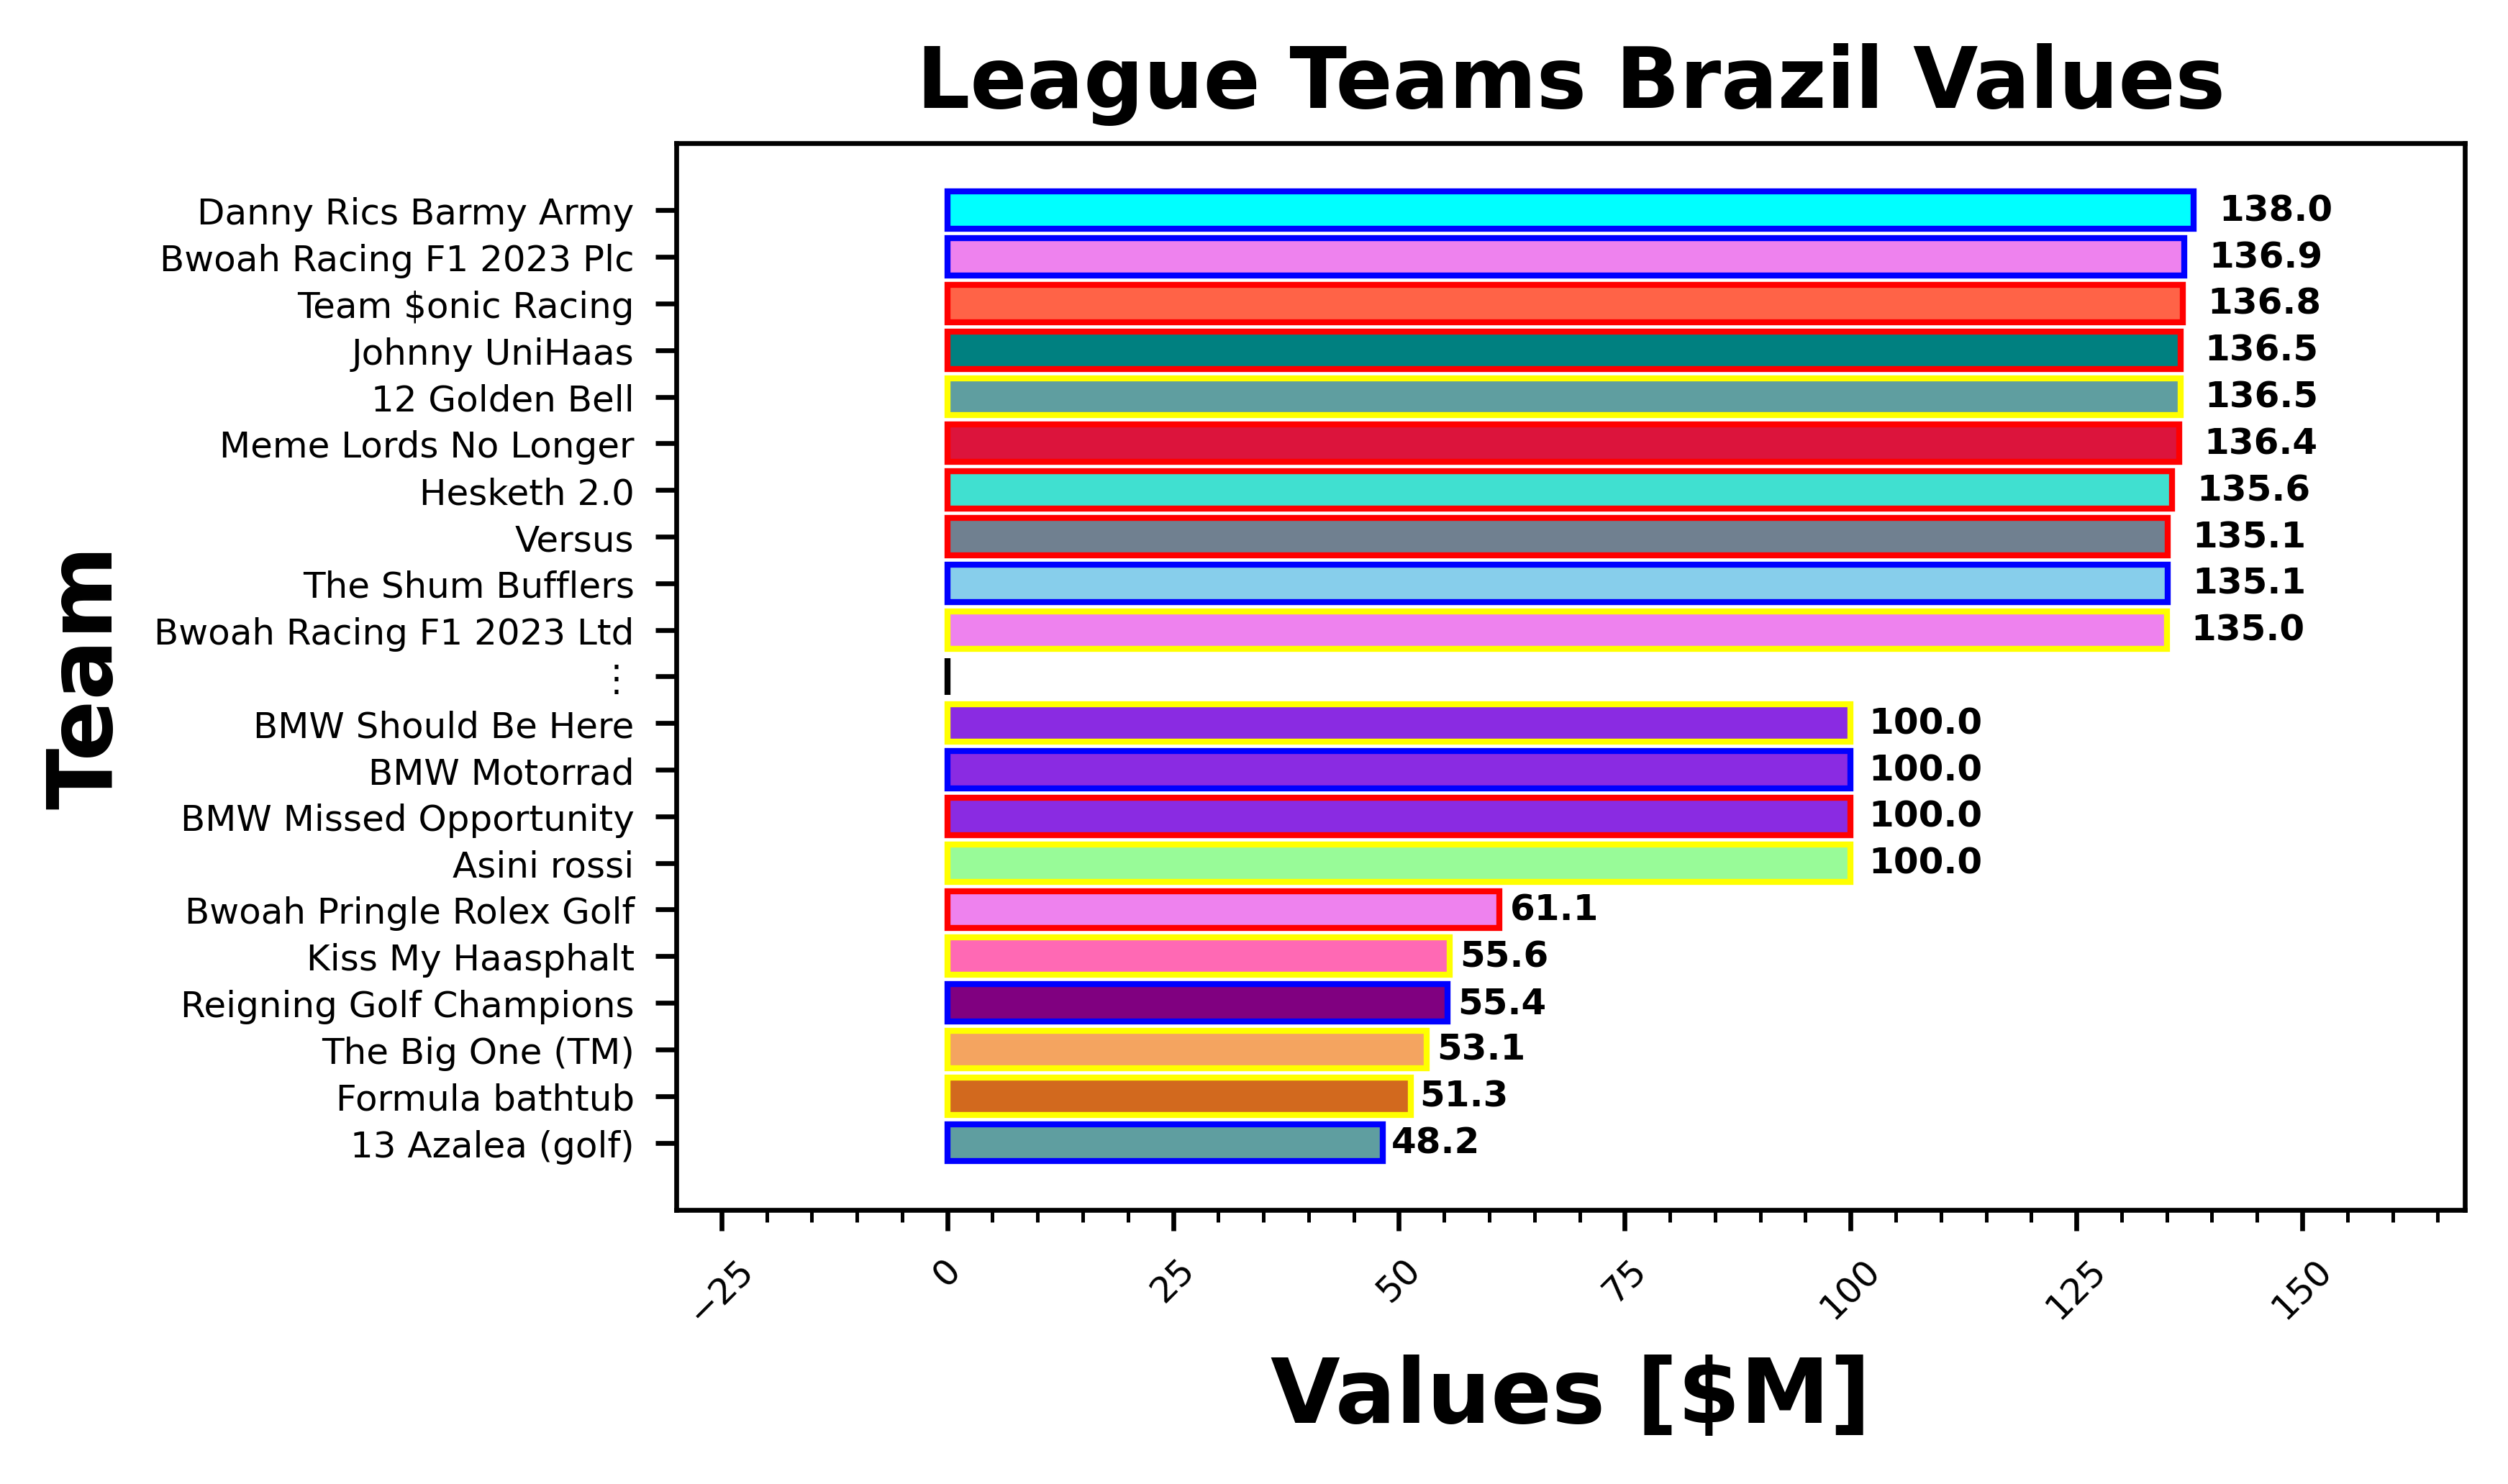 League Teams Brazil Values
Team
Danny Rics Barmy Army 138.0
Bwoah Racing F1 2023 Plc 136.9
Team $onic Racing 136.8
Johnny UniHaas 136.5
12 Golden Bell 136.5
Meme Lords No Longer 136.4
Hesketh 2.0 135.6
Versus 135.1
The Shum Bufflers 135.1
Bwoah Racing F1 2023 Ltd 135.0
⋮
BMW Should Be Here 100.0
BMW Motorrad 100.0
BMW Missed Opportunity 100.0
Asini rossi 100.0
Bwoah Pringle Rolex Golf 61.1
Kiss My Haasphalt 55.6
Reigning Golf Champions 55.4
The Big One (TM) 53.1
Formula bathtub 51.3
13 Azalea (golf) 48.2
−25 0 25 50 75 100 125 150
Values [$M]